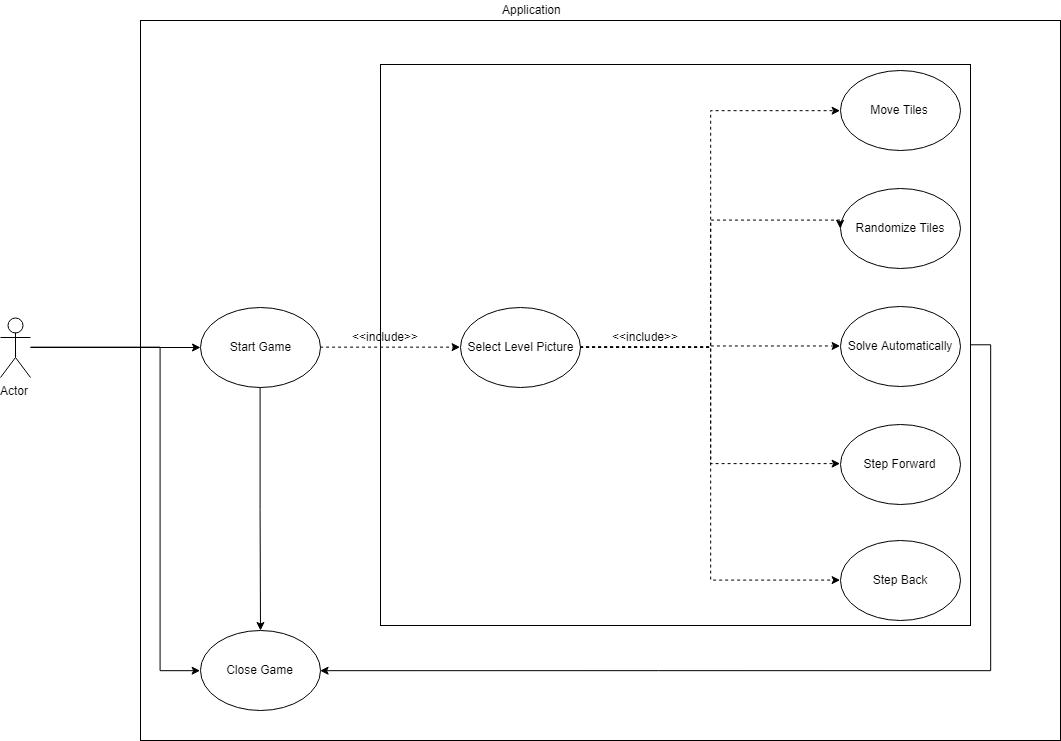 Application
Move Tiles
Randomize Tiles
Start Game
<<include>>
Select Level Picture
<<include>>
Solve Automatically
Actor
Step Forward
Step Back
Close Game